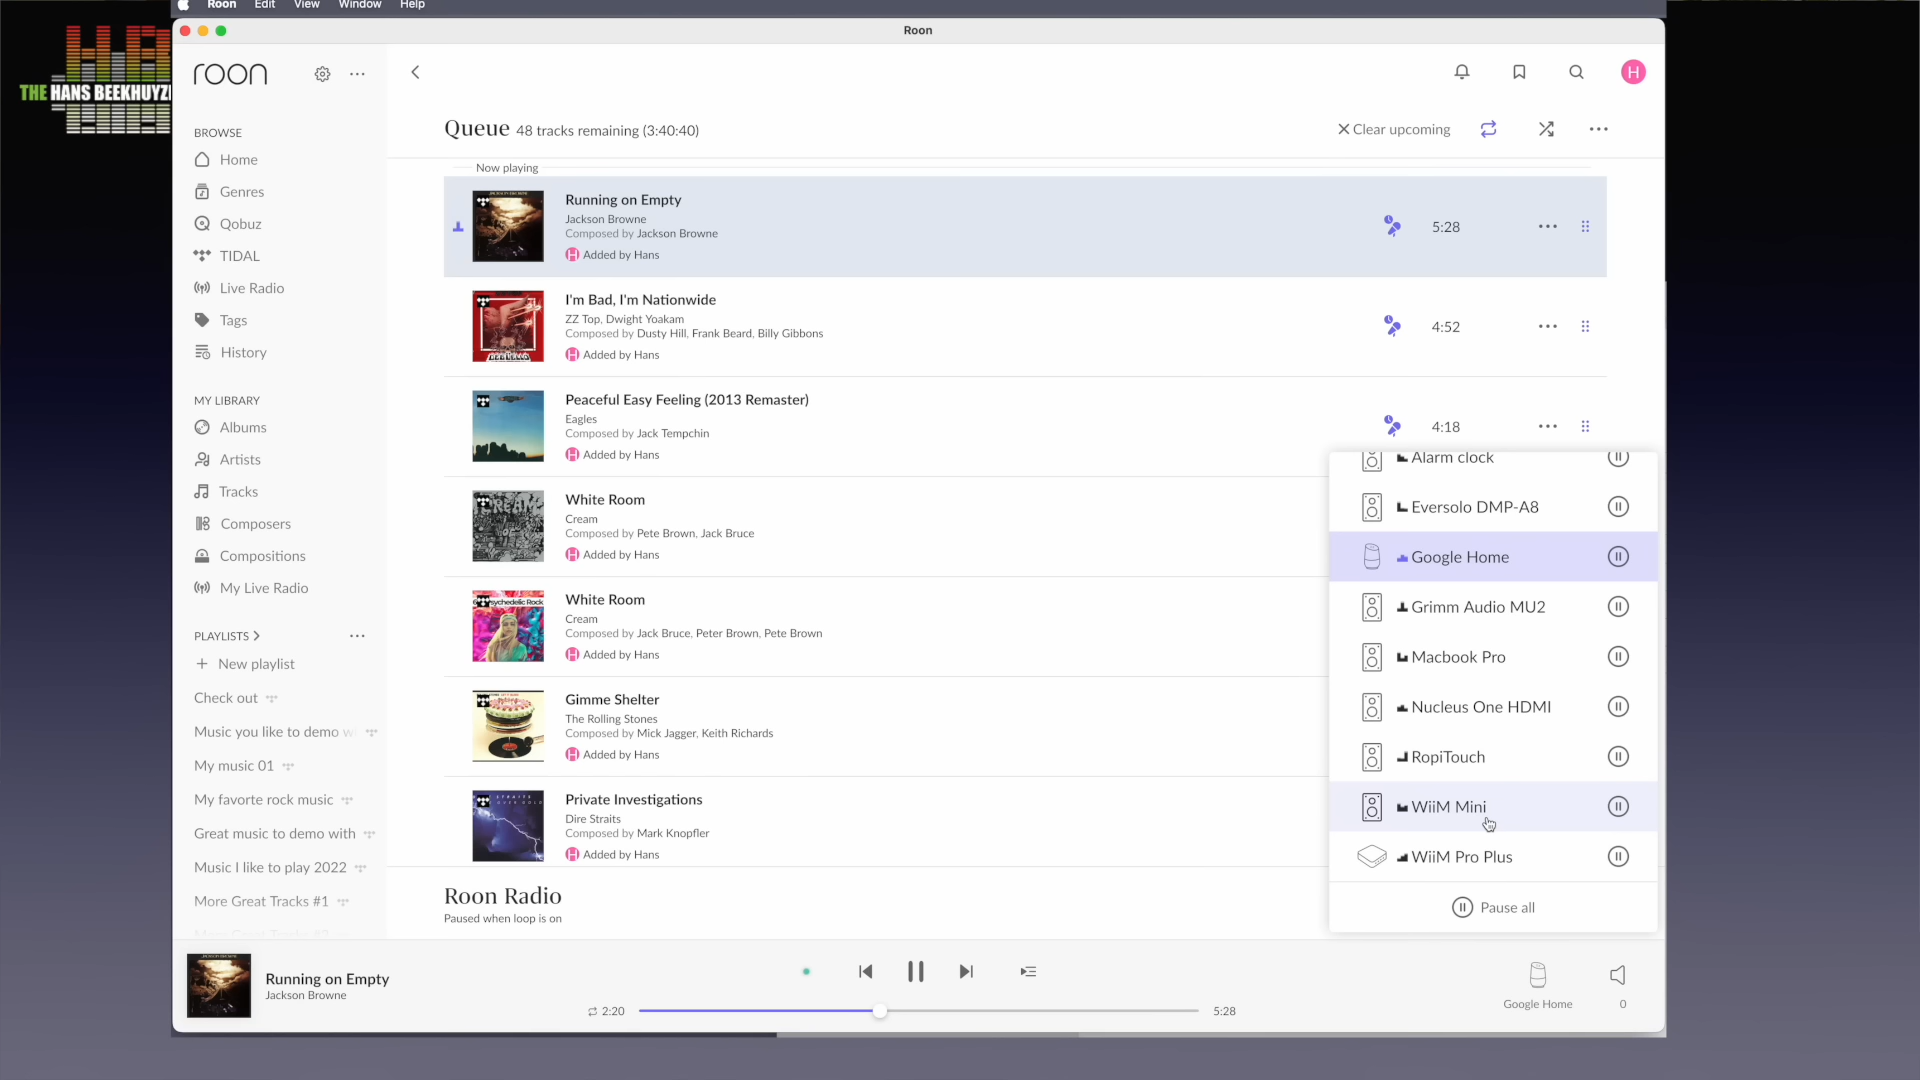 Roon Edit View Window Help
Roon
THE HANS BEEKHUYZ
roon
H
Queue 48 tracks remaining (3:40:40)
Clear upcoming
BROWSE
Home
Genres
Qobuz
TIDAL
Live Radio
Tags
History
MY LIBRARY
Albums
Artists
Tracks
Composers
Compositions
My Live Radio
PLAYLISTS
New playlist
Check out
Music you like to demo w
My music 01
My favorte rock music
Great music to demo with
Music I like to play 2022
More Great Tracks #1
More Great Tracks #2
Now playing
Running on Empty
Jackson Browne
Composed by Jackson Browne
H Added by Hans
5:28
I'm Bad, I'm Nationwide
ZZ Top, Dwight Yoakam
Composed by Dusty Hill, Frank Beard, Billy Gibbons
H Added by Hans
4:52
Peaceful Easy Feeling (2013 Remaster)
Eagles
Composed by Jack Tempchin
H Added by Hans
4:18
White Room
Cream
Composed by Pete Brown, Jack Bruce
H Added by Hans
White Room
Cream
Composed by Jack Bruce, Peter Brown, Pete Brown
H Added by Hans
Gimme Shelter
The Rolling Stones
Composed by Mick Jagger, Keith Richards
H Added by Hans
Private Investigations
Dire Straits
Composed by Mark Knopfler
H Added by Hans
Alarm clock
Eversolo DMP-A8
Google Home
Grimm Audio MU2
Macbook Pro
Nucleus One HDMI
RopiTouch
WiiM Mini
WiiM Pro Plus
Pause all
Roon Radio
Paused when loop is on
Running on Empty
Jackson Browne
2:20
5:28
Google Home
0